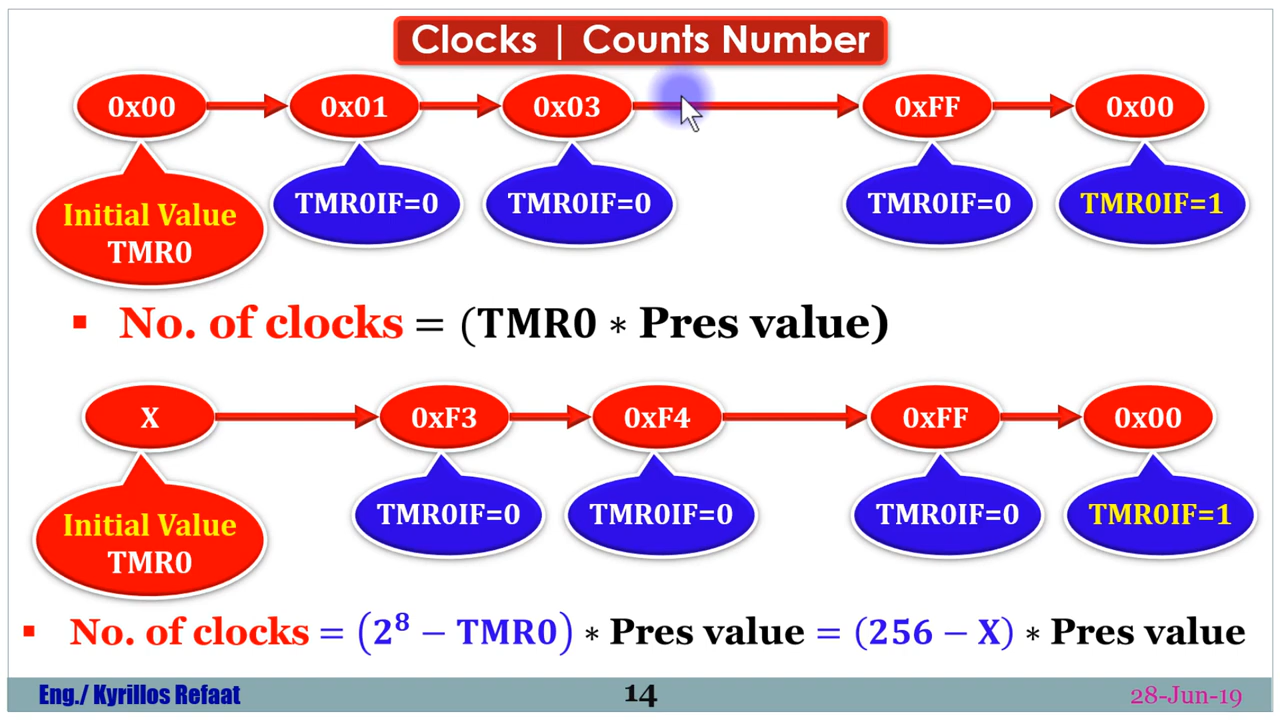 Clocks | Counts Number
0x00 0x01 0x03 0xFF 0x00
Initial Value
TMR0
TMR0IF=0 TMR0IF=0 TMR0IF=0 TMR0IF=1
▪ No. of clocks = (TMR0 * Pres value)
X 0xF3 0xF4 0xFF 0x00
Initial Value
TMR0
TMR0IF=0 TMR0IF=0 TMR0IF=0 TMR0IF=1
▪ No. of clocks = (2⁸ − TMR0) * Pres value = (256 − X) * Pres value
Eng./ Kyrillos Refaat 14 28-Jun-19